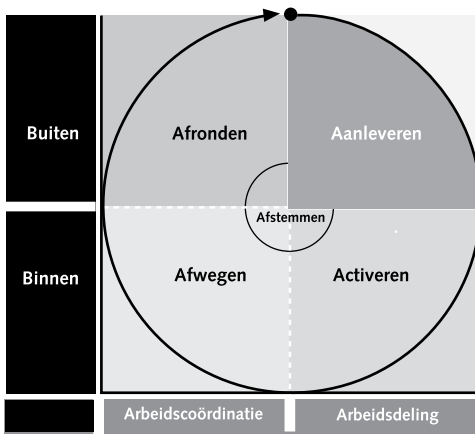 Buiten
Afronden
Aanleveren
Afstemmen
Binnen
Afwegen
Activeren
Arbeidscoördinatie
Arbeidsdeling